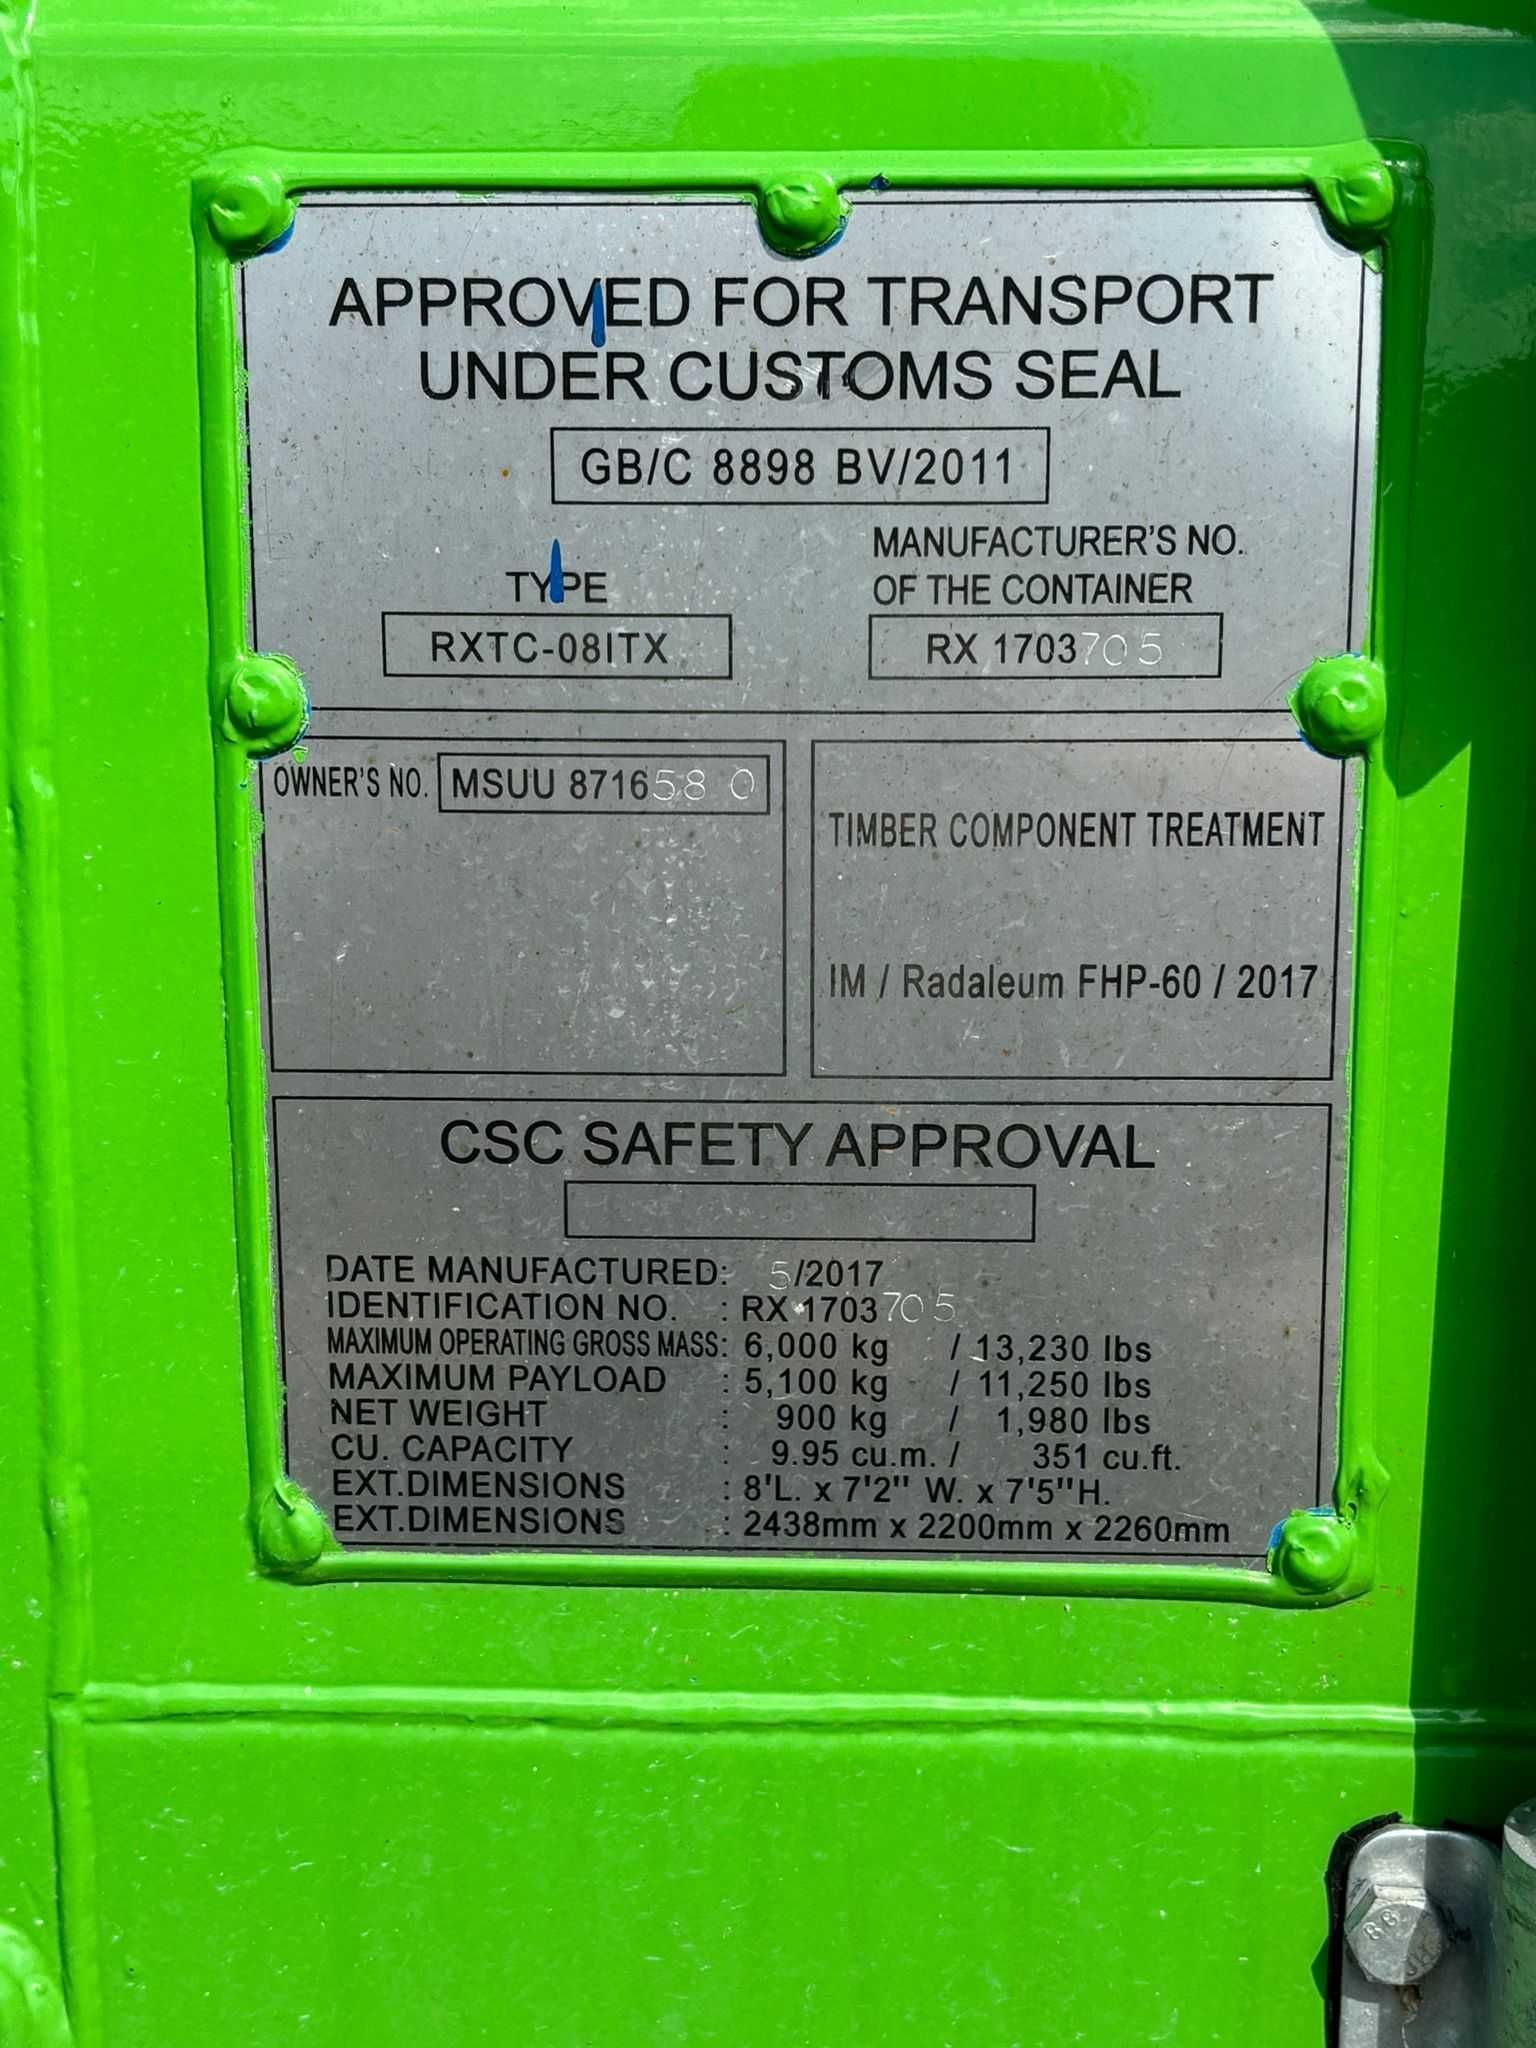 APPROVED FOR TRANSPORT
UNDER CUSTOMS SEAL
GB/C 8898 BV/2011
TYPE
RXTC-08ITX
MANUFACTURER'S NO.
OF THE CONTAINER
RX 1703705
OWNER'S NO. MSUU 871658 0
TIMBER COMPONENT TREATMENT
IM / Radaleum FHP-60 / 2017
CSC SAFETY APPROVAL
DATE MANUFACTURED: 5/2017
IDENTIFICATION NO. : RX 1703705
MAXIMUM OPERATING GROSS MASS: 6,000 kg / 13,230 lbs
MAXIMUM PAYLOAD : 5,100 kg / 11,250 lbs
NET WEIGHT : 900 kg / 1,980 lbs
CU. CAPACITY : 9.95 cu.m. / 351 cu.ft.
EXT.DIMENSIONS : 8'L. x 7'2" W. x 7'5"H.
EXT.DIMENSIONS : 2438mm x 2200mm x 2260mm